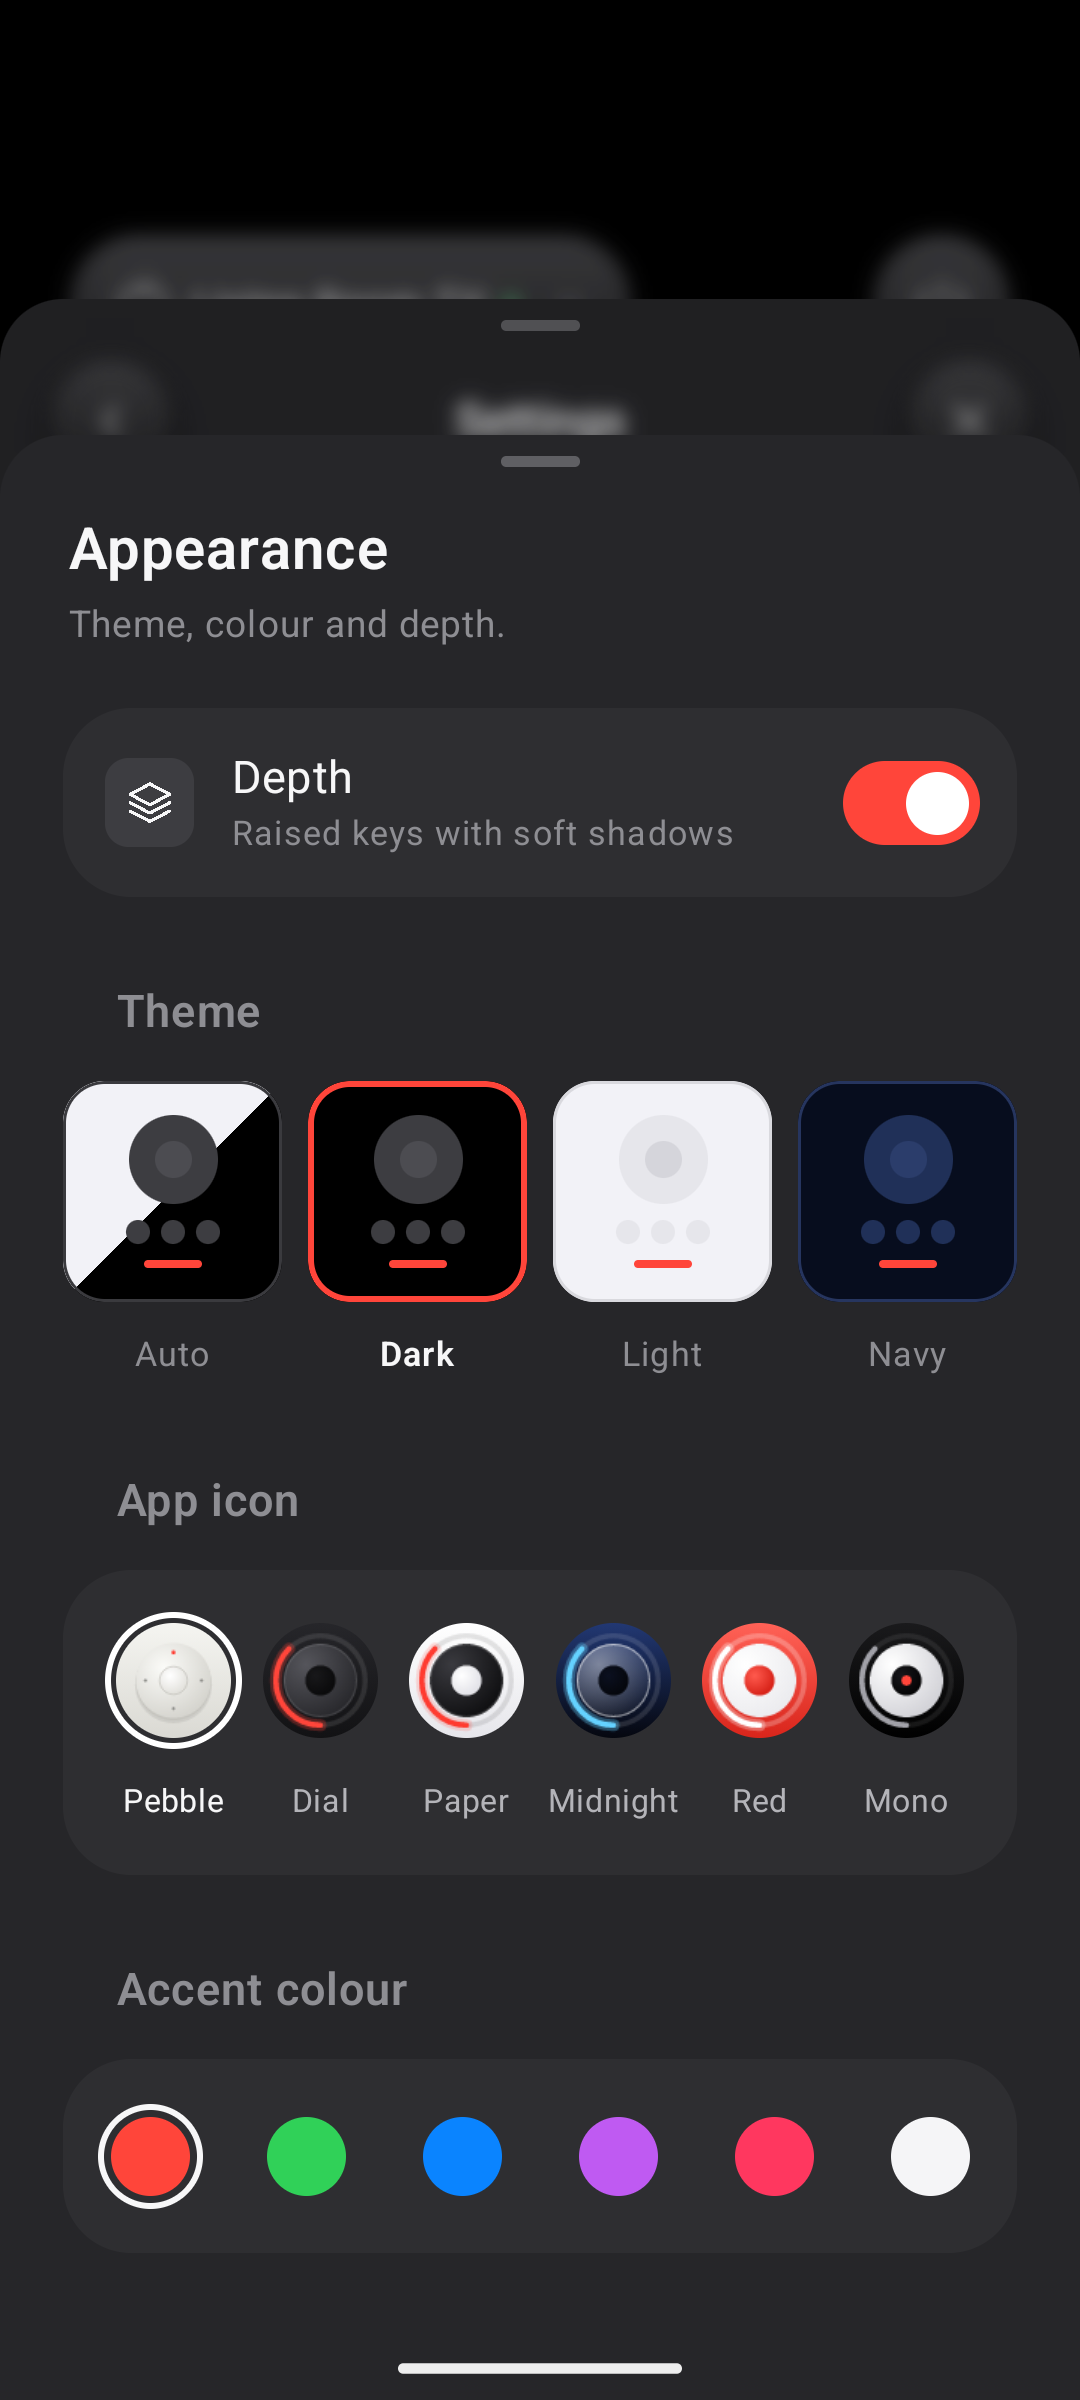 Settings
Appearance
Theme, colour and depth.
Depth
Raised keys with soft shadows
Theme
Auto
Dark
Light
Navy
App icon
Pebble
Dial
Paper
Midnight
Red
Mono
Accent colour